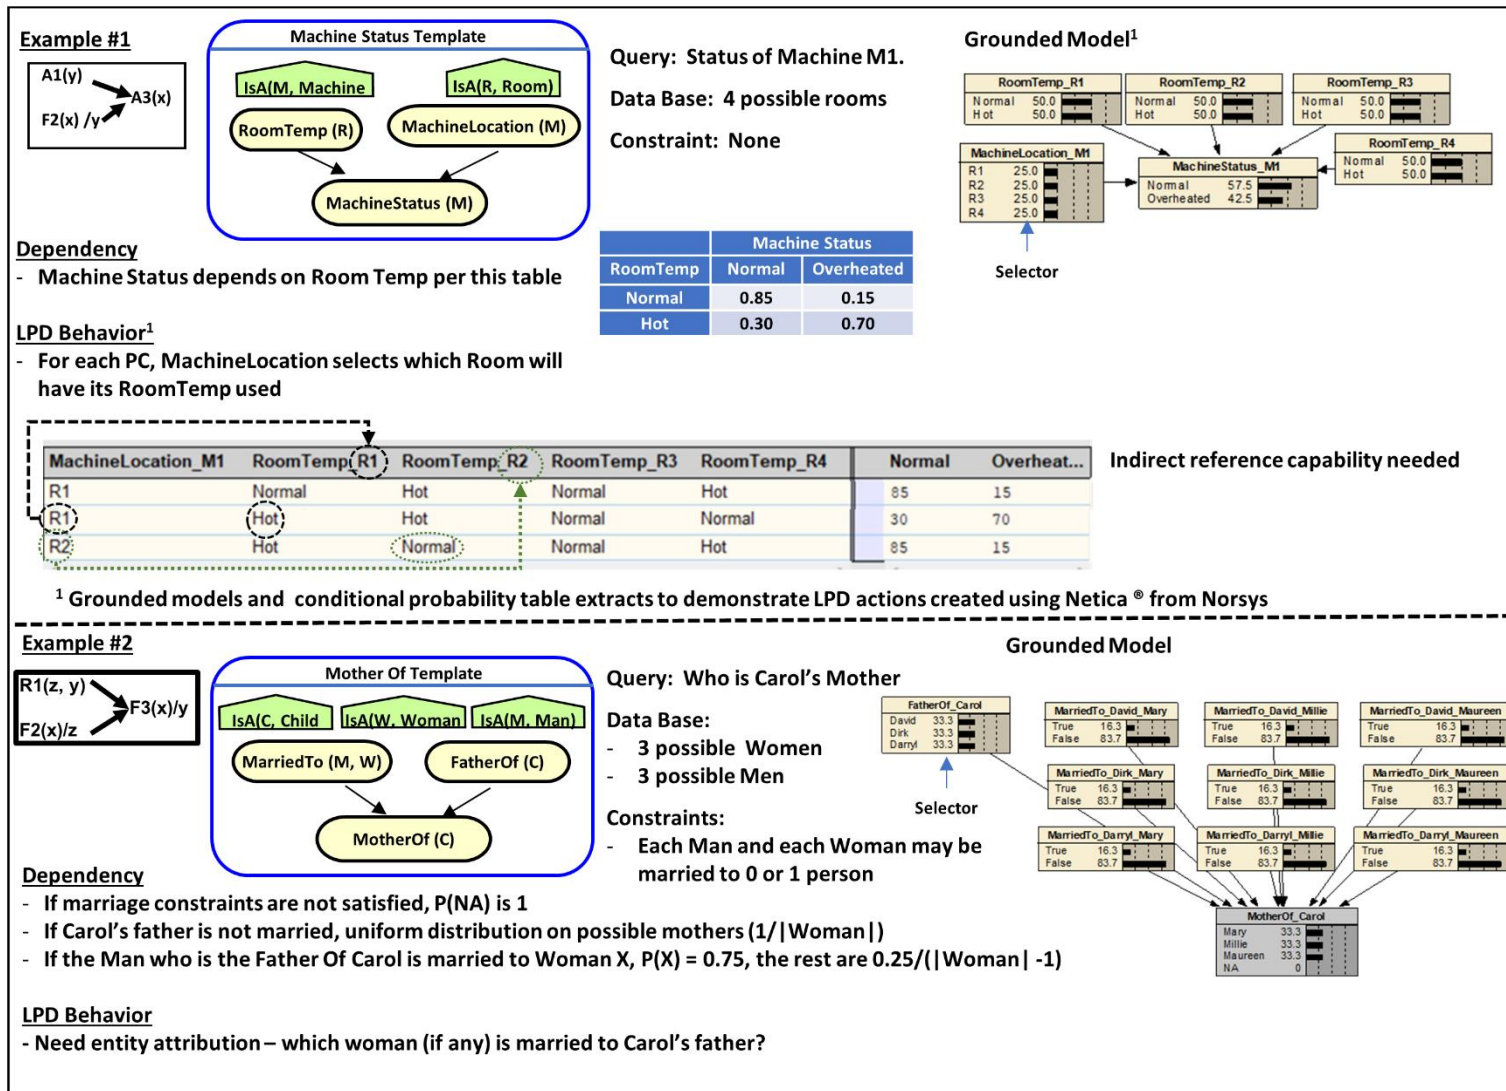 Example #1
A1(y)
F2(x) /y
A3(x)
Machine Status Template
IsA(M, Machine
IsA(R, Room)
RoomTemp (R)
MachineLocation (M)
MachineStatus (M)
Query: Status of Machine M1.
Data Base: 4 possible rooms
Constraint: None
Grounded Model1
RoomTemp_R1
Normal 50.0
Hot 50.0
RoomTemp_R2
Normal 50.0
Hot 50.0
RoomTemp_R3
Normal 50.0
Hot 50.0
RoomTemp_R4
Normal 50.0
Hot 50.0
MachineLocation_M1
R1 25.0
R2 25.0
R3 25.0
R4 25.0
MachineStatus_M1
Normal 57.5
Overheated 42.5
Selector
Dependency
- Machine Status depends on Room Temp per this table
Machine Status
RoomTemp Normal Overheated
Normal 0.85 0.15
Hot 0.30 0.70
LPD Behavior1
- For each PC, MachineLocation selects which Room will
have its RoomTemp used
MachineLocation_M1 RoomTemp_R1 RoomTemp_R2 RoomTemp_R3 RoomTemp_R4 Normal Overheat...
R1 Normal Hot Normal Hot 85 15
R1 Hot Hot Normal Normal 30 70
R2 Hot Normal Normal Hot 85 15
Indirect reference capability needed
1 Grounded models and conditional probability table extracts to demonstrate LPD actions created using Netica ® from Norsys
Example #2
R1(z, y)
F2(x)/z
F3(x)/y
Mother Of Template
IsA(C, Child
IsA(W, Woman
IsA(M, Man)
MarriedTo (M, W)
FatherOf (C)
MotherOf (C)
Query: Who is Carol's Mother
Data Base:
- 3 possible Women
- 3 possible Men
Constraints:
- Each Man and each Woman may be
married to 0 or 1 person
Grounded Model
FatherOf_Carol
David 33.3
Dirk 33.3
Darryl 33.3
Selector
MarriedTo_David_Mary
True 16.3
False 83.7
MarriedTo_David_Millie
True 16.3
False 83.7
MarriedTo_David_Maureen
True 16.3
False 83.7
MarriedTo_Dirk_Mary
True 16.3
False 83.7
MarriedTo_Dirk_Millie
True 16.3
False 83.7
MarriedTo_Dirk_Maureen
True 16.3
False 83.7
MarriedTo_Darryl_Mary
True 16.3
False 83.7
MarriedTo_Darryl_Millie
True 16.3
False 83.7
MarriedTo_Darryl_Maureen
True 16.3
False 83.7
MotherOf_Carol
Mary 33.3
Millie 33.3
Maureen 33.3
NA 0
Dependency
- If marriage constraints are not satisfied, P(NA) is 1
- If Carol's father is not married, uniform distribution on possible mothers (1/|Woman|)
- If the Man who is the Father Of Carol is married to Woman X, P(X) = 0.75, the rest are 0.25/(|Woman| -1)
LPD Behavior
- Need entity attribution – which woman (if any) is married to Carol's father?